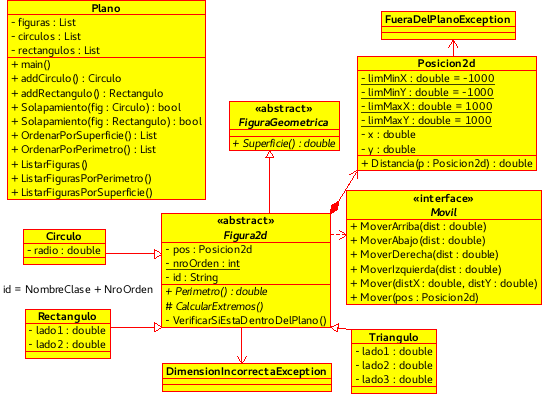 Plano
- figuras : List
- circulos : List
- rectangulos : List
+ main()
+ addCirculo() : Circulo
+ addRectangulo() : Rectangulo
+ Solapamiento(fig : Circulo) : bool
+ Solapamiento(fig : Rectangulo) : bool
+ OrdenarPorSuperficie() : List
+ OrdenarPorPerimetro() : List
+ ListarFiguras()
+ ListarFigurasPorPerimetro()
+ ListarFigurasPorSuperficie()
FueraDelPlanoException
Posicion2d
- limMinX : double = -1000
- limMinY : double = -1000
- limMaxX : double = 1000
- limMaxY : double = 1000
- x : double
- y : double
+ Distancia(p : Posicion2d) : double
«abstract»
FiguraGeometrica
+ Superficie() : double
«interface»
Movil
+ MoverArriba(dist : double)
+ MoverAbajo(dist : double)
+ MoverDerecha(dist : double)
+ MoverIzquierda(dist : double)
+ Mover(distX : double, distY : double)
+ Mover(pos : Posicion2d)
«abstract»
Figura2d
- pos : Posicion2d
- nroOrden : int
- id : String
+ Perimetro() : double
# CalcularExtremos()
- VerificarSiEstaDentroDelPlano()
Circulo
- radio : double
id = NombreClase + NroOrden
Rectangulo
- lado1 : double
- lado2 : double
Triangulo
- lado1 : double
- lado2 : double
- lado3 : double
DimensionIncorrectaException